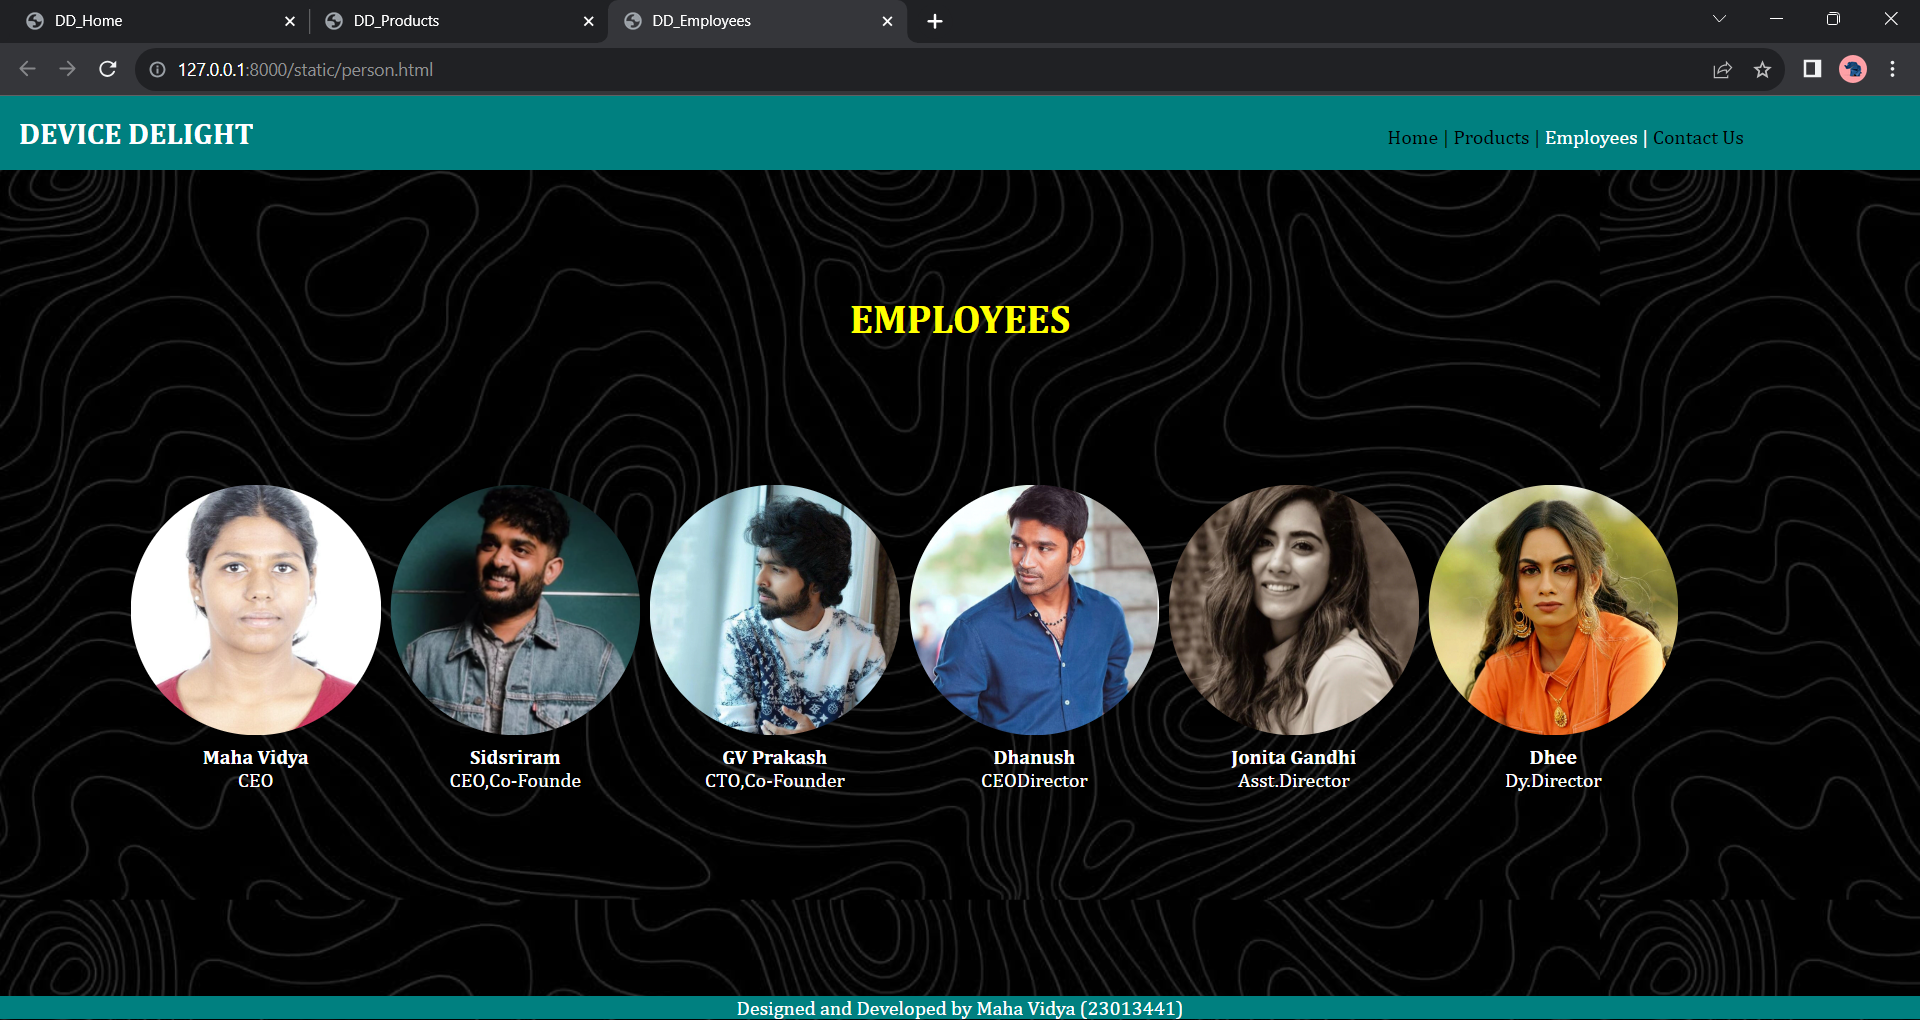 DD_Home
DD_Products
DD_Employees
127.0.0.1:8000/static/person.html
DEVICE DELIGHT
Home | Products | Employees | Contact Us
EMPLOYEES
Maha Vidya
CEO
Sidsriram
CEO,Co-Founde
GV Prakash
CTO,Co-Founder
Dhanush
CEODirector
Jonita Gandhi
Asst.Director
Dhee
Dy.Director
Designed and Developed by Maha Vidya (23013441)